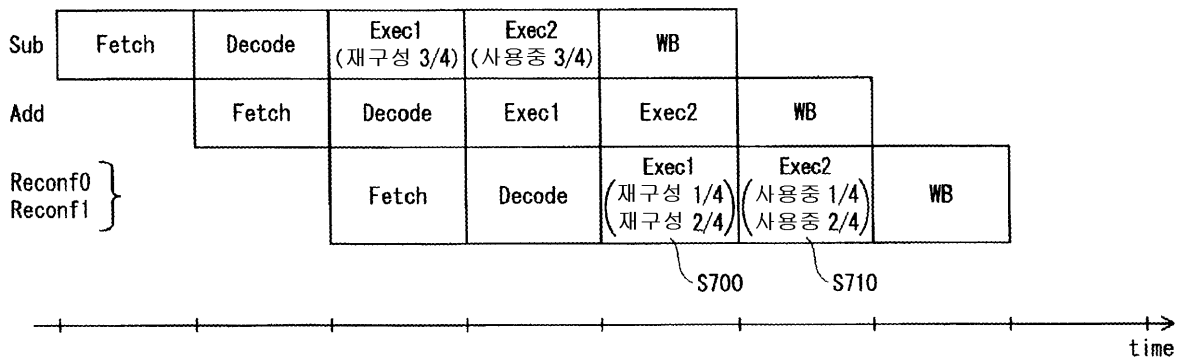 Sub Fetch Decode Exec1 Exec2 WB
(재구성 3/4) (사용중 3/4)
Add Fetch Decode Exec1 Exec2 WB
Reconf0 Fetch Decode Exec1 Exec2 WB
Reconf1 (재구성 1/4 (사용중 1/4
재구성 2/4) 사용중 2/4)
S700 S710
time